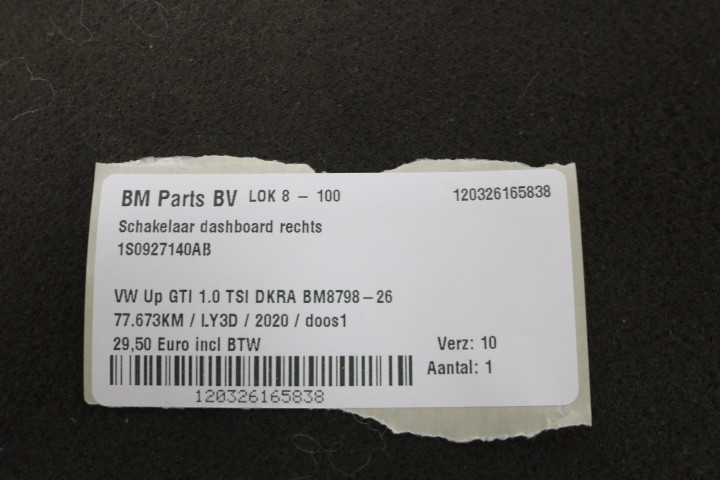 BM Parts BV LOK 8 - 100 120326165838
Schakelaar dashboard rechts
1S0927140AB
VW Up GTI 1.0 TSI DKRA BM8798-26
77.673KM / LY3D / 2020 / doos1
29,50 Euro incl BTW Verz: 10
Aantal: 1
120326165838